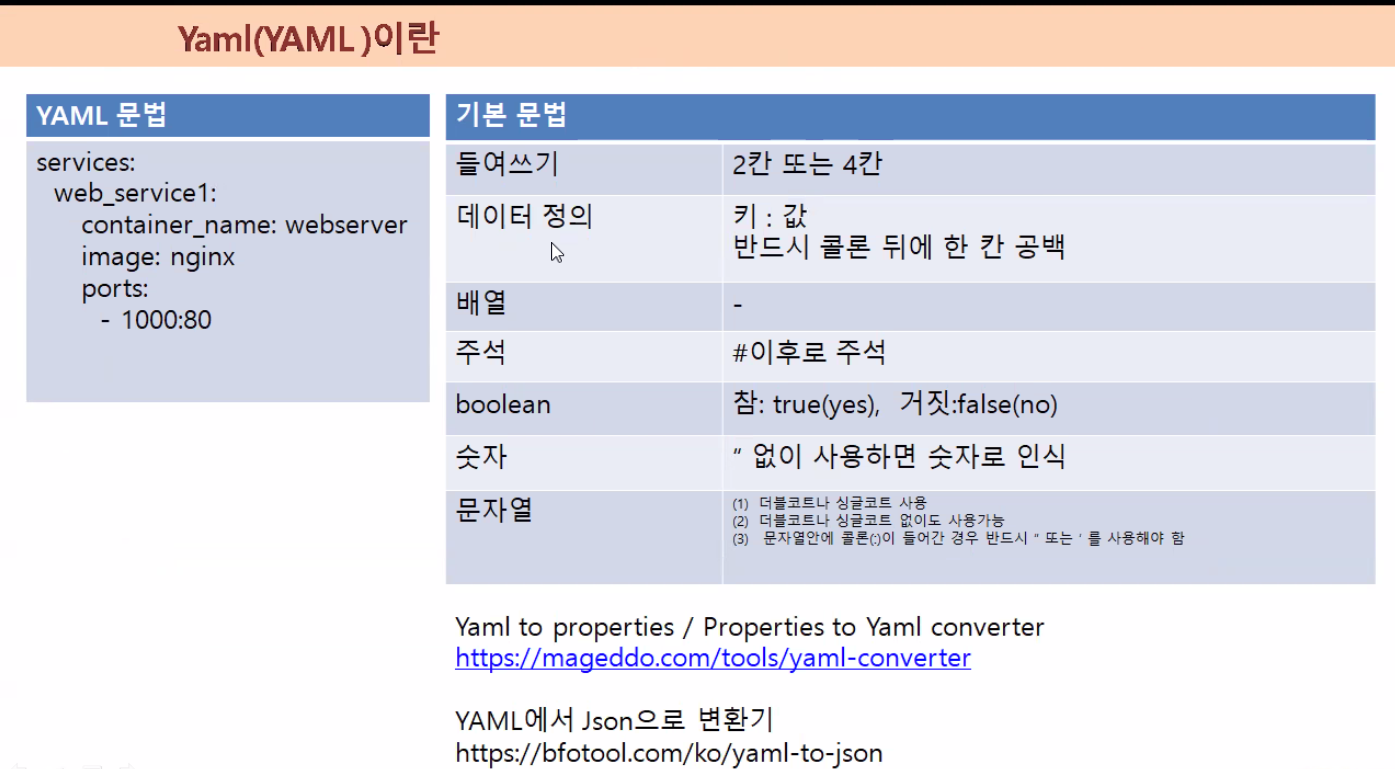 Yaml(YAML )이란
YAML 문법
services:
web_service1:
container_name: webserver
image: nginx
ports:
- 1000:80
기본 문법
들여쓰기 2칸 또는 4칸
데이터 정의 키 : 값
반드시 콜론 뒤에 한 칸 공백
배열 -
주석 #이후로 주석
boolean 참: true(yes), 거짓:false(no)
숫자 “ 없이 사용하면 숫자로 인식
문자열 (1) 더블코트나 싱글코트 사용
(2) 더블코트나 싱글코트 없이도 사용가능
(3) 문자열안에 콜론(:)이 들어간 경우 반드시 “ 또는 ‘ 를 사용해야 함
Yaml to properties / Properties to Yaml converter
https://mageddo.com/tools/yaml-converter
YAML에서 Json으로 변환기
https://bfotool.com/ko/yaml-to-json